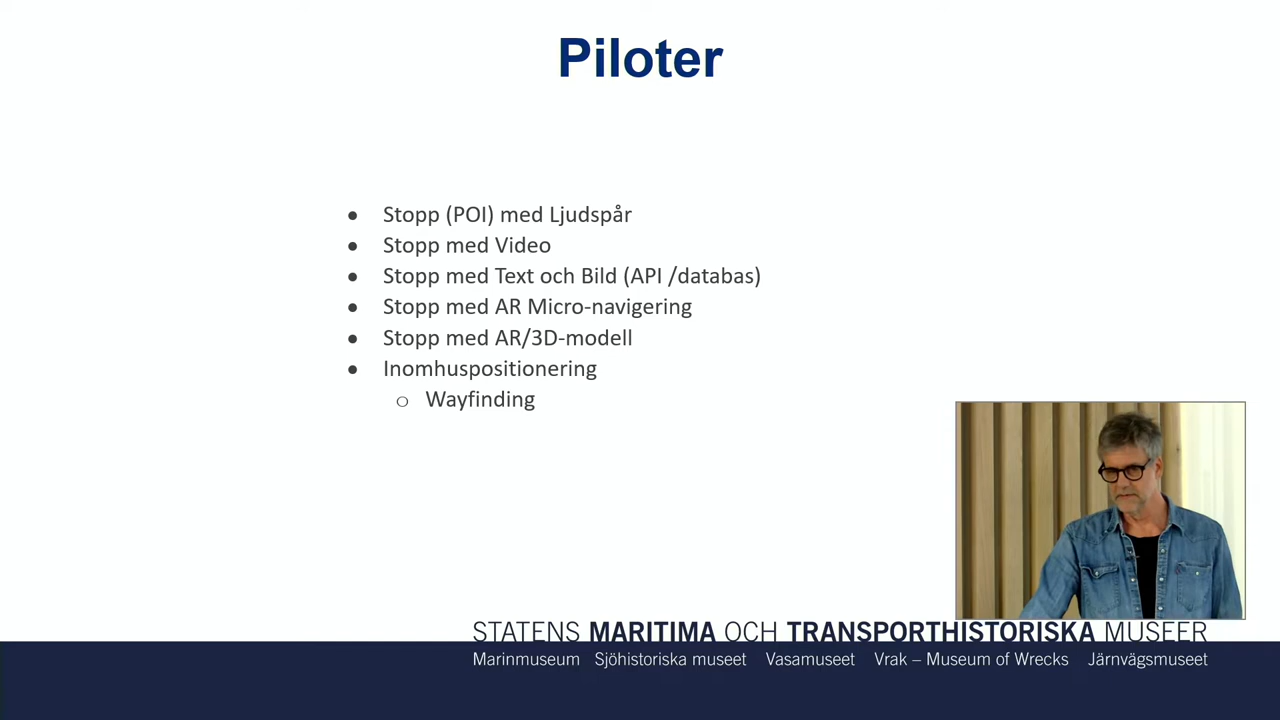 Piloter
Stopp (POI) med Ljudspår
Stopp med Video
Stopp med Text och Bild (API /databas)
Stopp med AR Micro-navigering
Stopp med AR/3D-modell
Inomhuspositionering
Wayfinding
STATENS MARITIMA OCH TRANSPORTHISTORISKA MUSEER
Marinmuseum Sjöhistoriska museet Vasamuseet Vrak – Museum of Wrecks Järnvägsmuseet